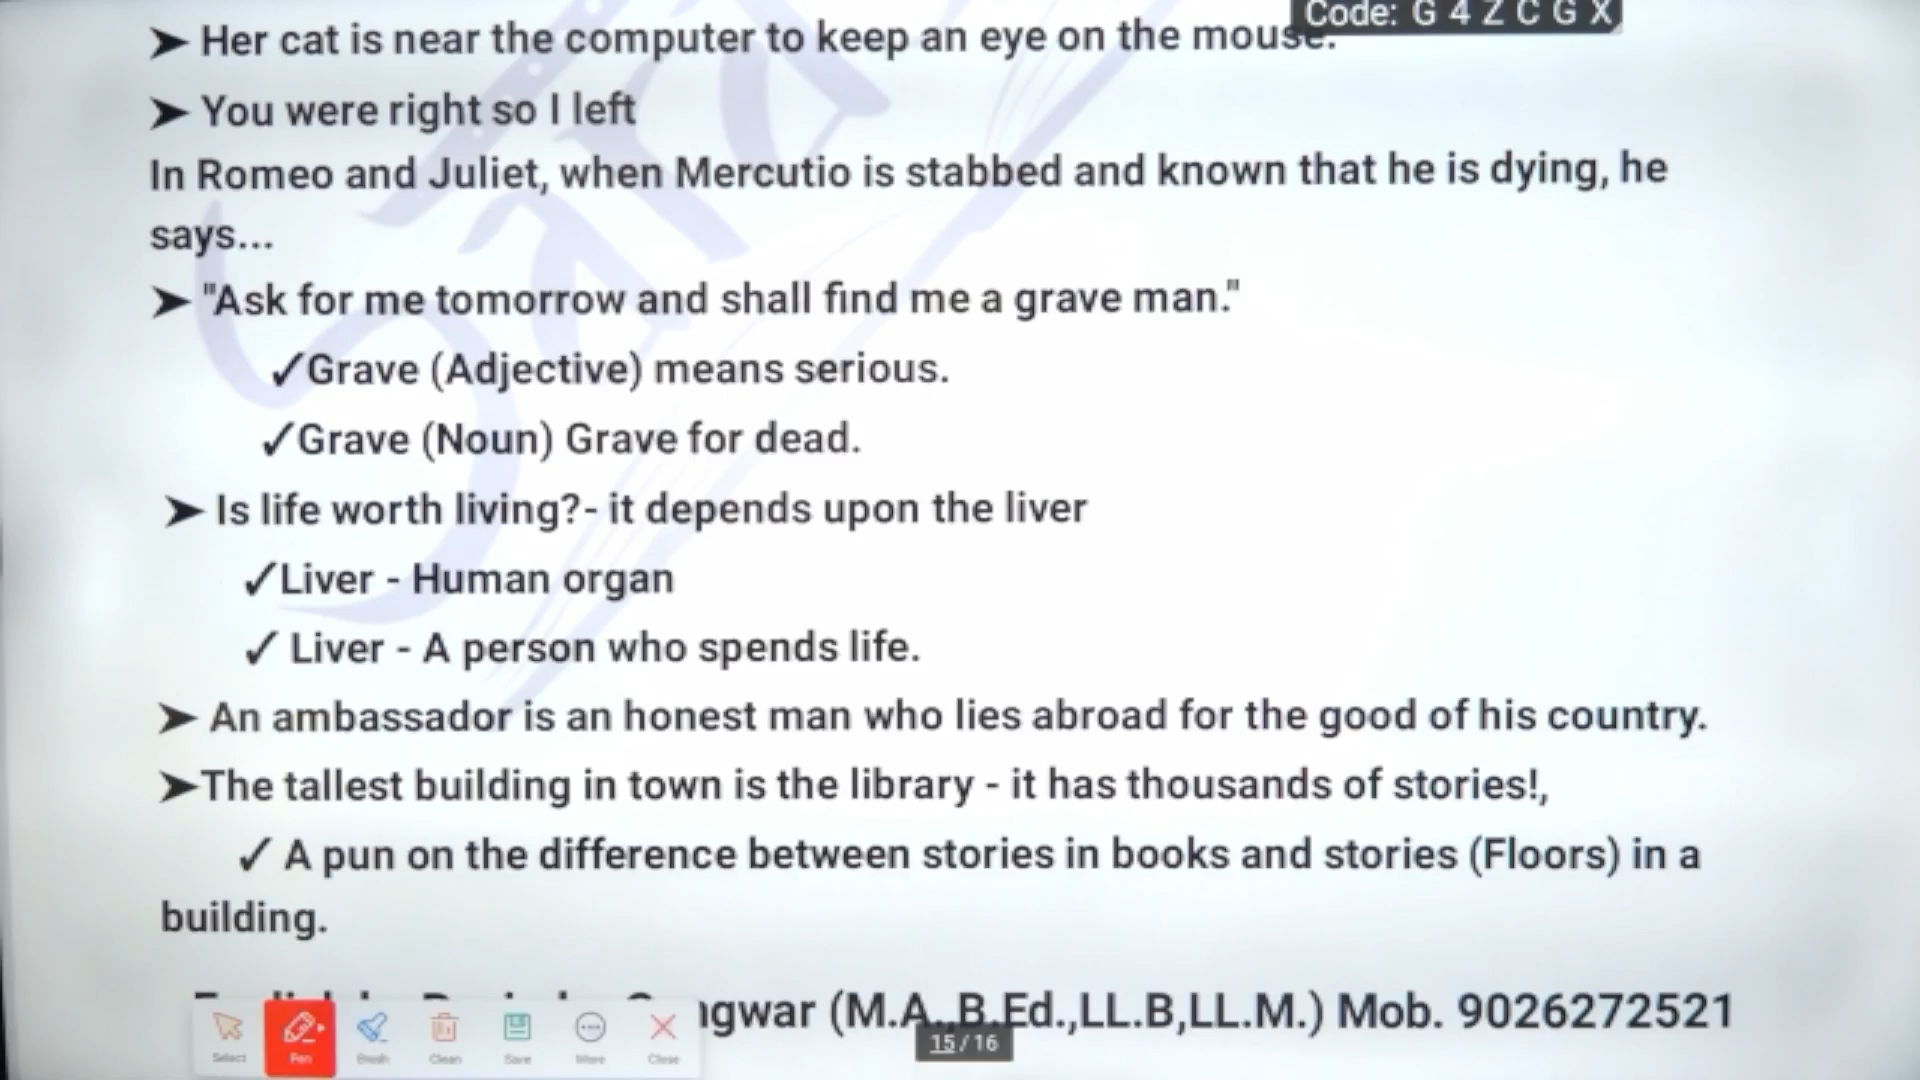 Code: G 4 Z C G X
➤ Her cat is near the computer to keep an eye on the mouse.
➤ You were right so I left
In Romeo and Juliet, when Mercutio is stabbed and known that he is dying, he
says...
➤ "Ask for me tomorrow and shall find me a grave man."
✓Grave (Adjective) means serious.
✓Grave (Noun) Grave for dead.
➤ Is life worth living?- it depends upon the liver
✓Liver - Human organ
✓ Liver - A person who spends life.
➤ An ambassador is an honest man who lies abroad for the good of his country.
➤The tallest building in town is the library - it has thousands of stories!,
✓ A pun on the difference between stories in books and stories (Floors) in a
building.
(M.A.,B.Ed.,LL.B,LL.M.) Mob. 9026272521
Select Pen Brush Clean Save More Close
15/16